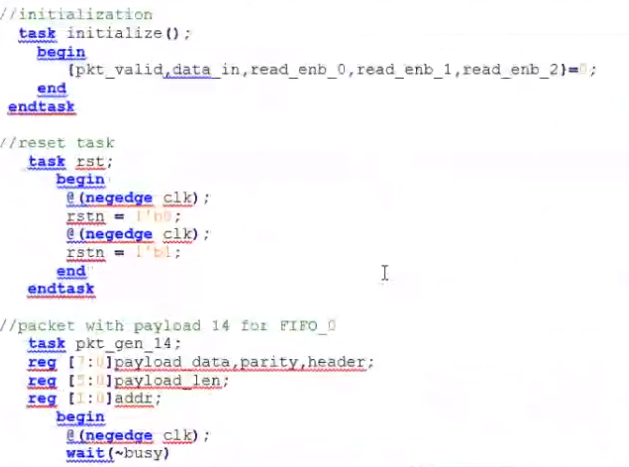 //initialization
task initialize();
begin
{pkt_valid,data_in,read_enb_0,read_enb_1,read_enb_2}=0;
end
endtask
//reset task
task rst;
begin
@(negedge clk);
rstn = 1'b0;
@(negedge clk);
rstn = 1'b1;
end
endtask
//packet with payload 14 for FIFO_0
task pkt_gen_14;
reg [7:0]payload_data,parity,header;
reg [5:0]payload_len;
reg [1:0]addr;
begin
@(negedge clk);
wait(~busy)